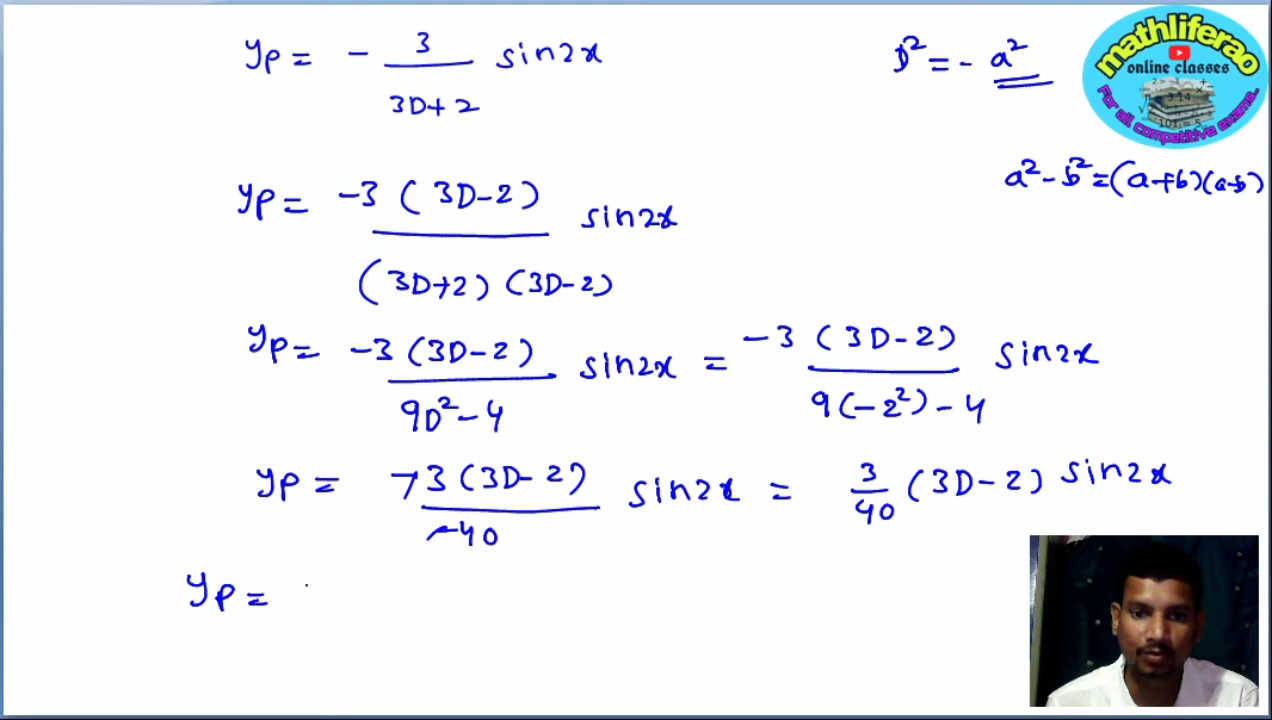 yp = - 3/(3D+2) sin2x
D² = - a²
mathliferao
online classes
For all competitive exams.
a² - b² = (a+b)(a-b)
yp = -3(3D-2)/((3D+2)(3D-2)) sin2x
yp = -3(3D-2)/(9D²-4) sin2x = -3(3D-2)/(9(-2²)-4) sin2x
yp = -3(3D-2)/-40 sin2x = 3/40 (3D-2) sin2x
yp =